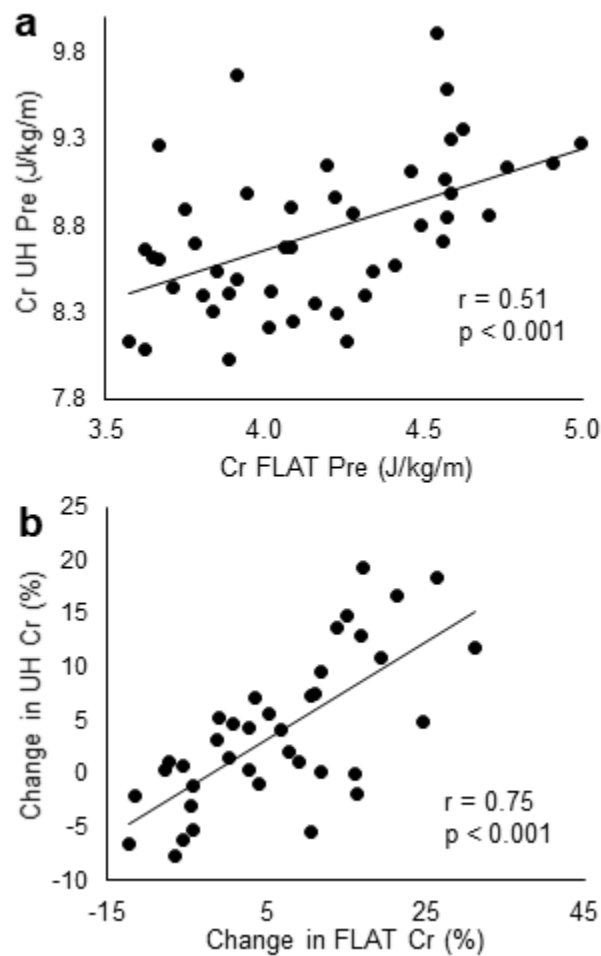 a
9.8
9.3
8.8
8.3
7.8
Cr UH Pre (J/kg/m)
r = 0.51
p < 0.001
3.5 4.0 4.5 5.0
Cr FLAT Pre (J/kg/m)
b
25
20
15
10
5
0
-5
-10
Change in UH Cr (%)
r = 0.75
p < 0.001
-15 5 25 45
Change in FLAT Cr (%)